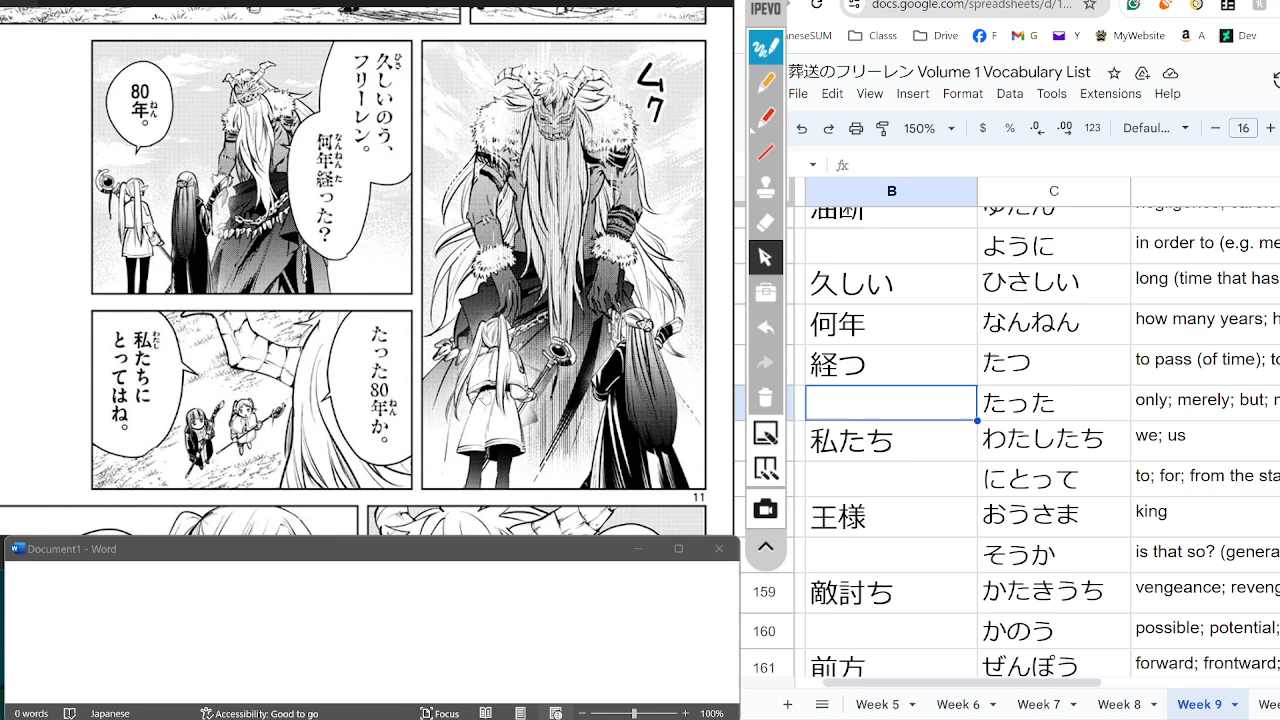 ムク
久しいのう、
フリーレン。
何年経った?
80
年。
たった80年か。
私たちに
とってはね。
11
IPEVO
docs.google.com/spreadsheets/d/1...
Classs
Drive
F
G
Y
MyWebsite
A
Dev
葬送のフリーレン Volume 1 Vocabulary List
File Edit View Insert Format Data Tools Extensions Help
150% $ % .0 .00 123 Defaul... − 16 +
fx
B C
油断 ゆだん
ように in order to (e.g.
久しい ひさしい long (time that has
何年 なんねん how many years;
経つ たつ to pass (of time);
たった only; merely; but;
私たち わたしたち we; us
にとって to; for; from the
王様 おうさま king
そうか is that so?
159 敵討ち かたきうち vengeance;
160 かのう possible; potential;
161 前方 ぜんぽう forward; frontward;
+ Week 5 Week 6 Week 7 Week 8 Week 9
Document1 - Word
0 words Japanese Accessibility: Good to go Focus 100%